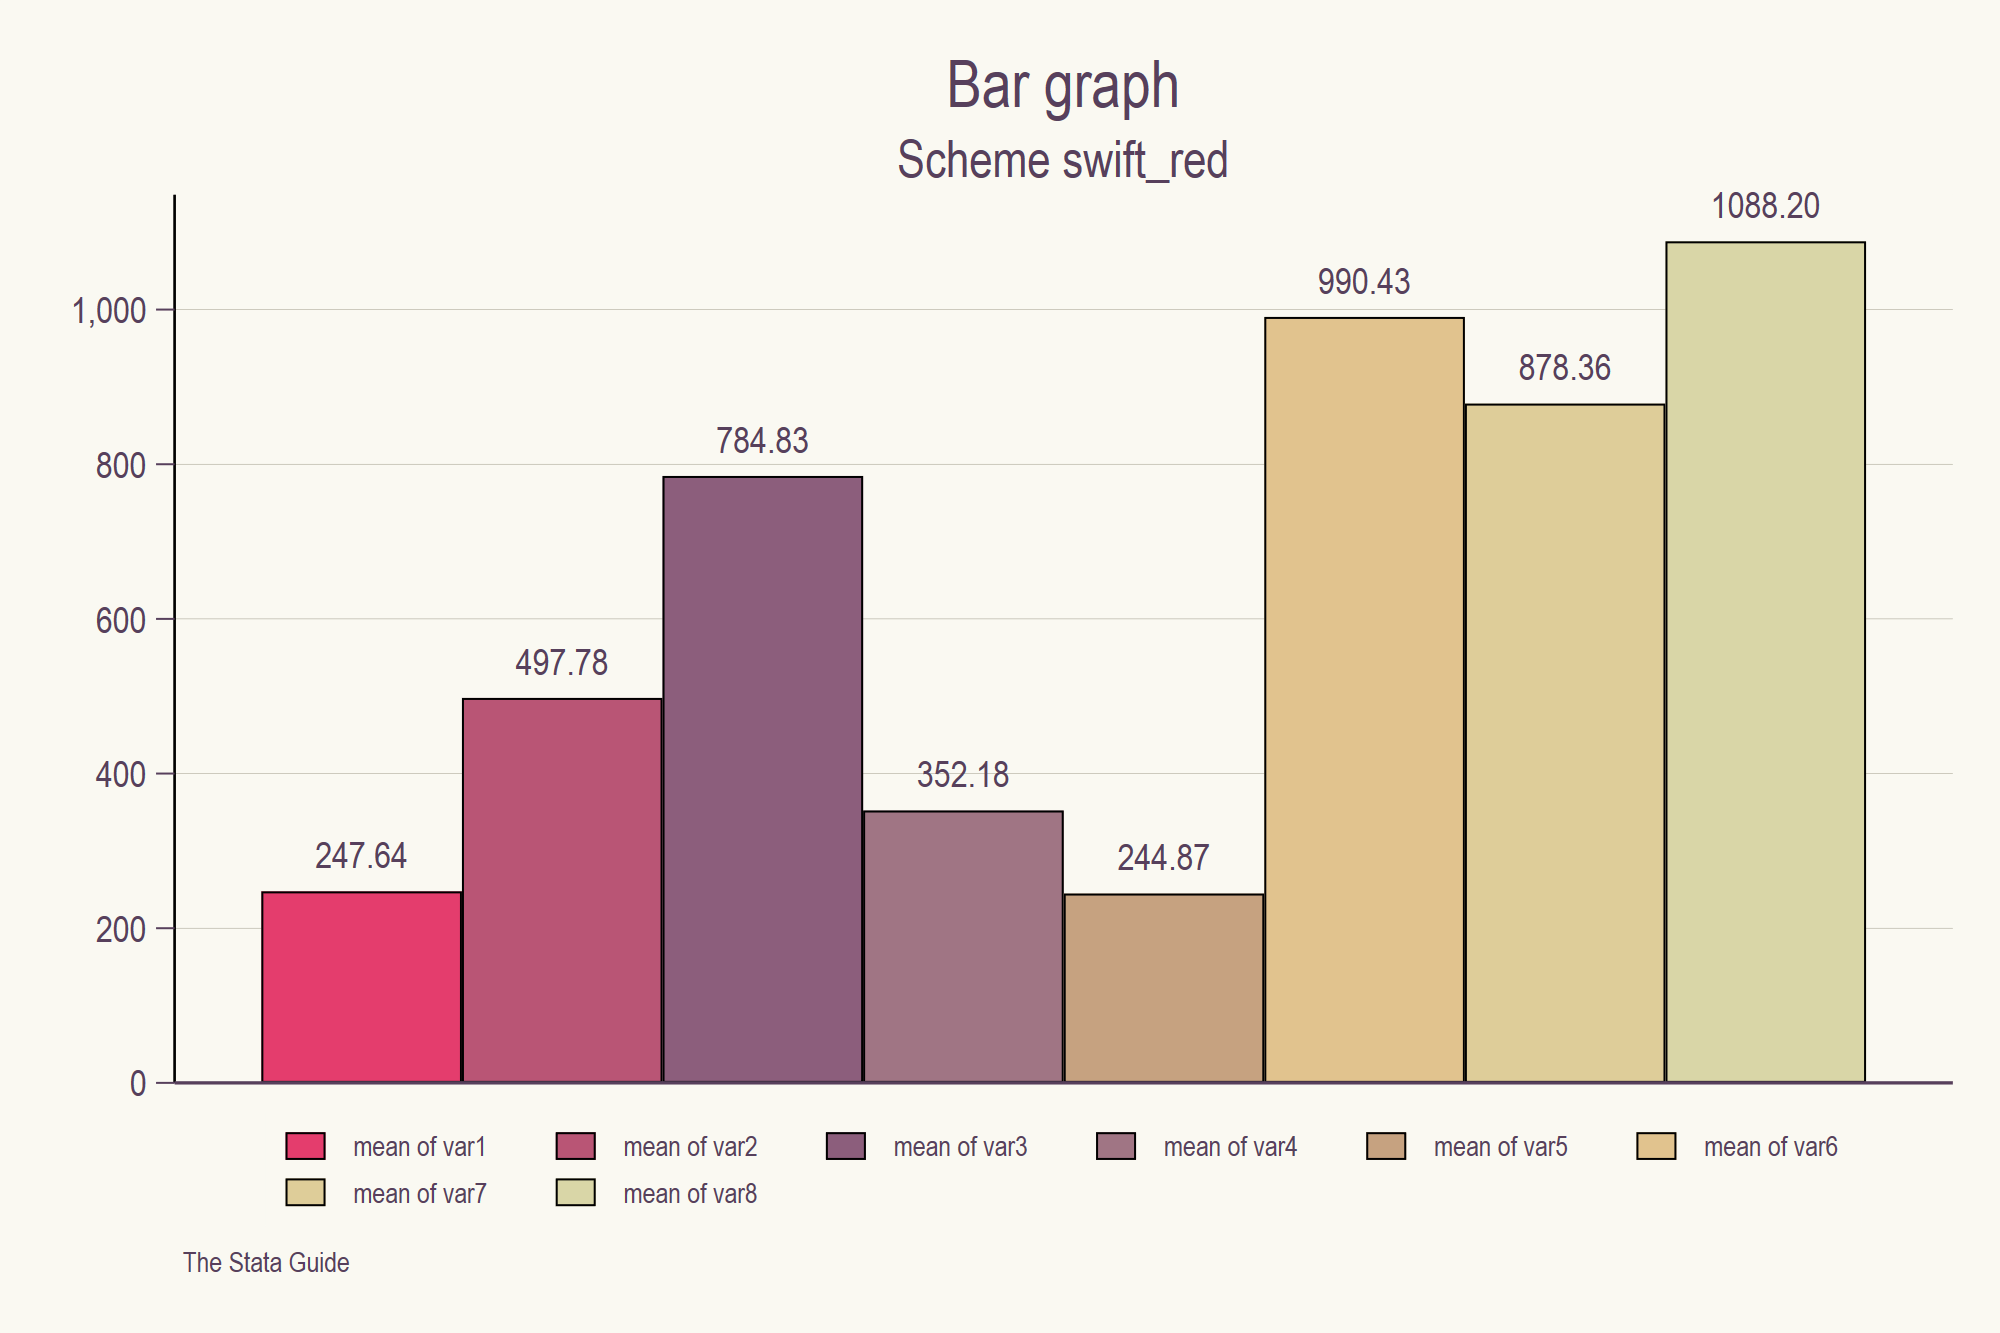 Bar graph
Scheme swift_red
1088.20
990.43
1,000
878.36
784.83
800
497.78
600
352.18
400
247.64
244.87
200
0
mean of var1 mean of var2 mean of var3 mean of var4 mean of var5 mean of var6
mean of var7 mean of var8
The Stata Guide